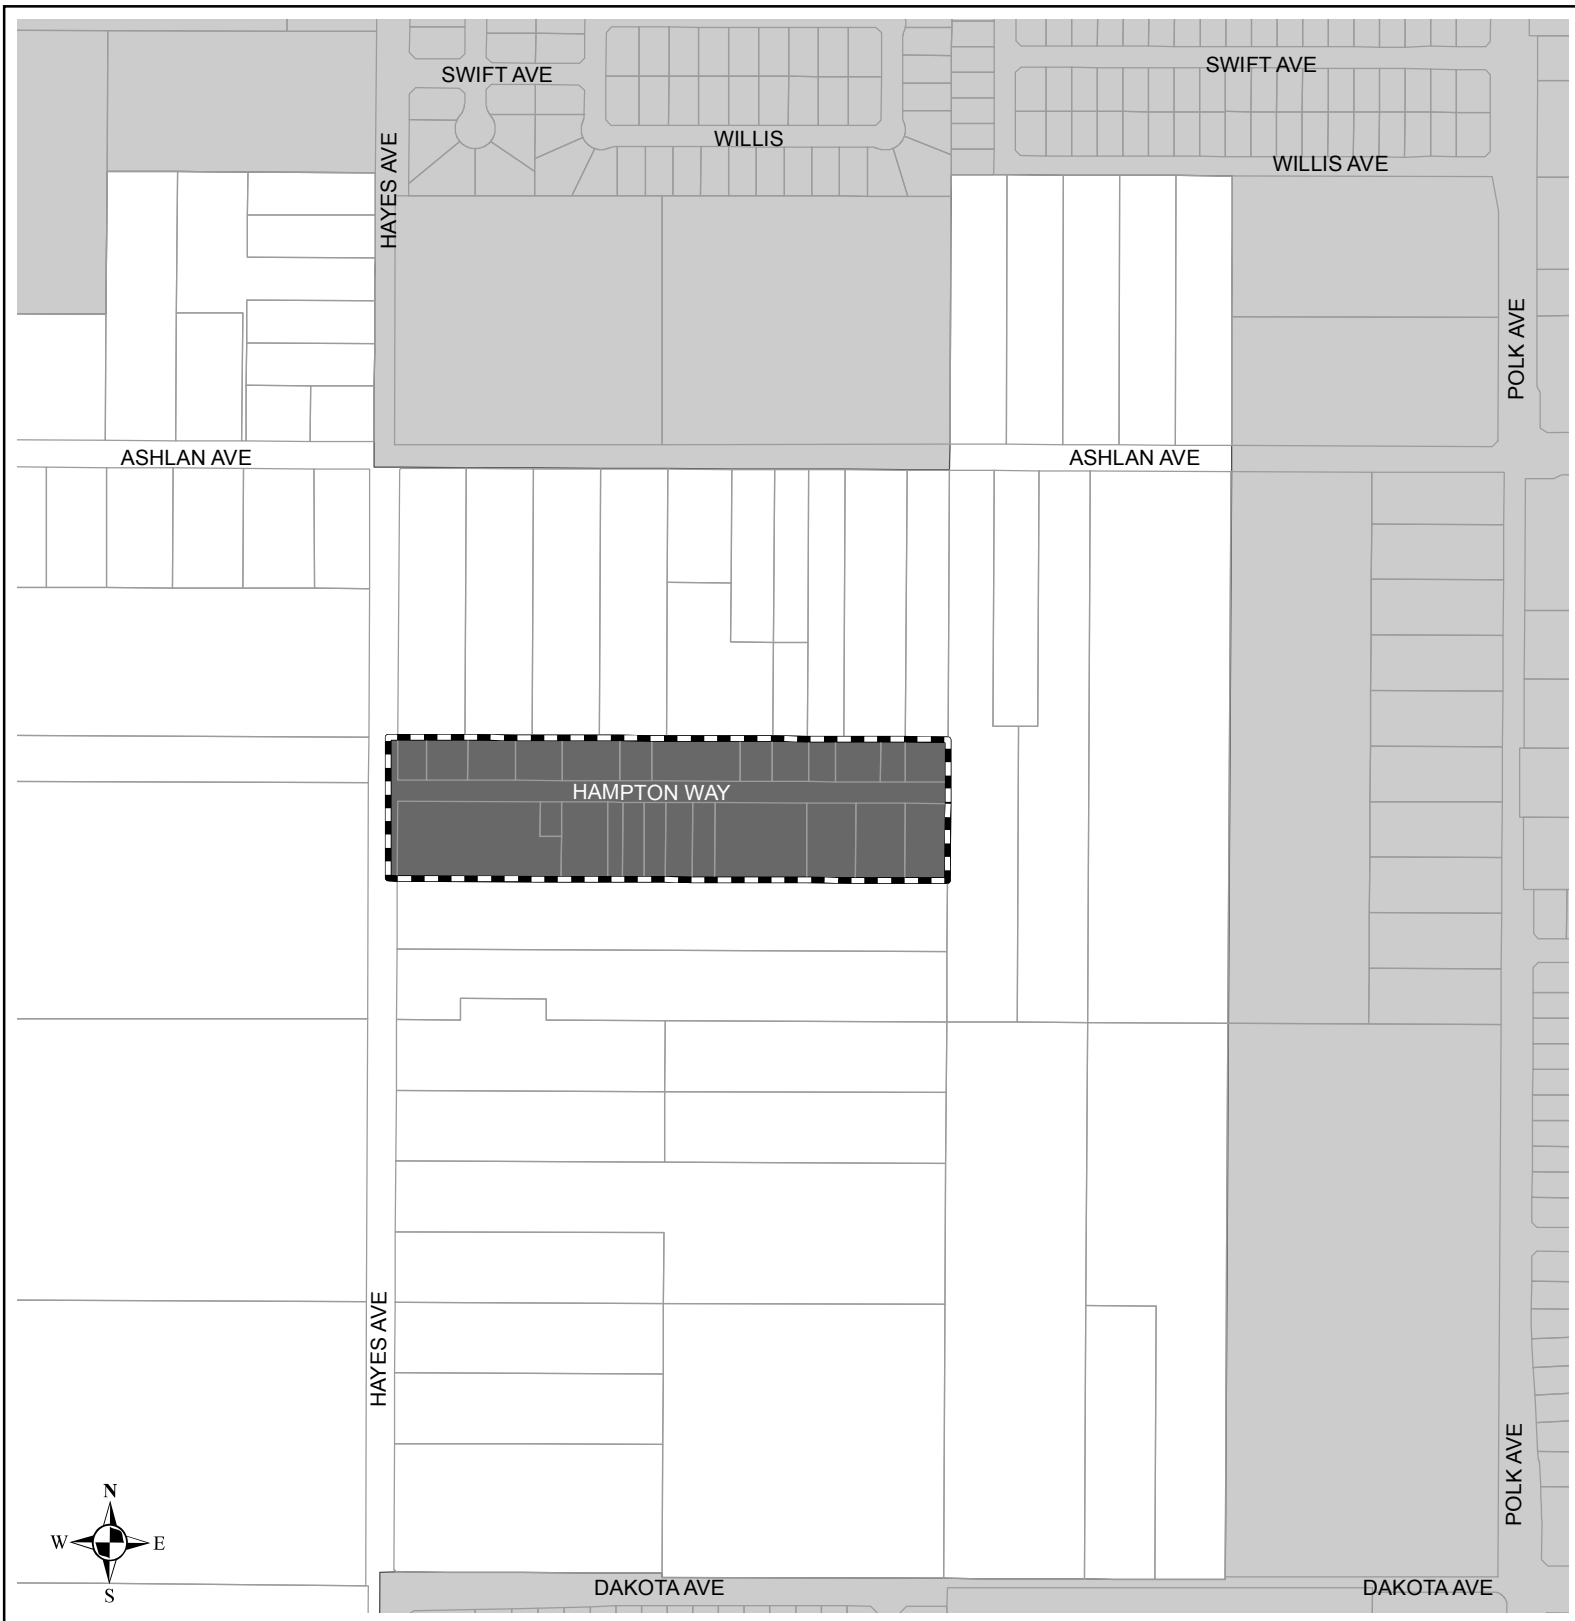 SWIFT AVE
SWIFT AVE
WILLIS
WILLIS AVE
HAYES AVE
POLK AVE
ASHLAN AVE
ASHLAN AVE
HAMPTON WAY
HAYES AVE
POLK AVE
N
W
E
S
DAKOTA AVE
DAKOTA AVE